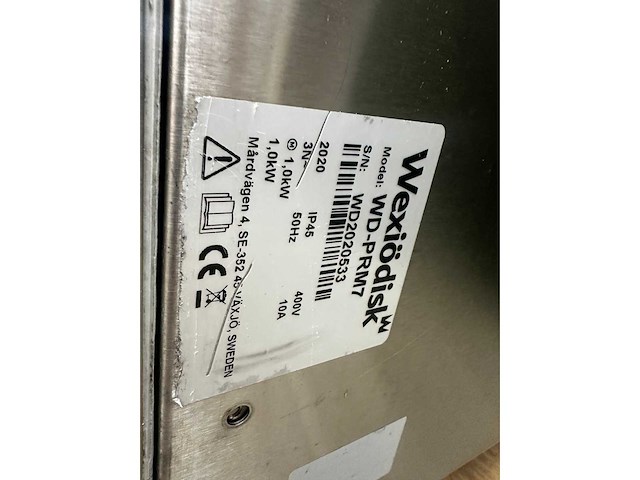 Wexiödisk
Model: WD-PRM7
S/N: WD2020533
2020 IP45 400V
3N~ 50Hz 10A
Ⓜ 1,0kW
1,0kW
Mårdvägen 4, SE-352 45 VÄXJÖ, SWEDEN
CE